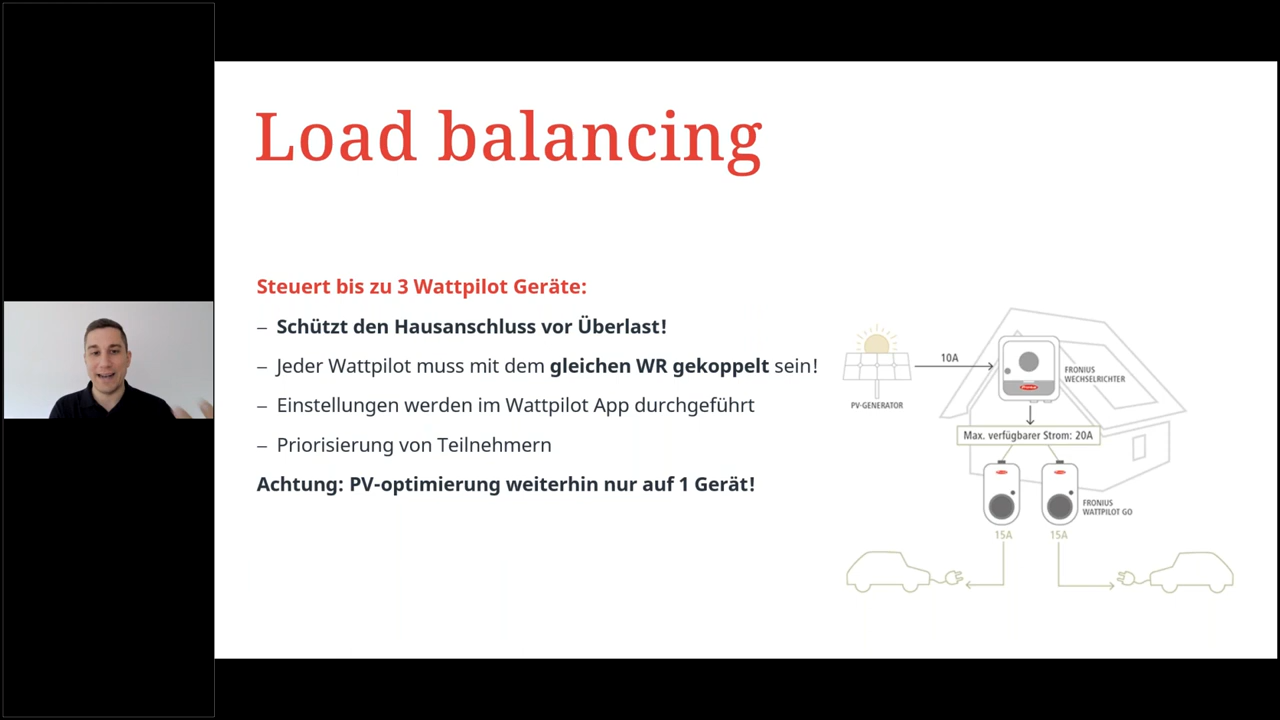 Load balancing
Steuert bis zu 3 Wattpilot Geräte:
– Schützt den Hausanschluss vor Überlast!
– Jeder Wattpilot muss mit dem gleichen WR gekoppelt sein!
– Einstellungen werden im Wattpilot App durchgeführt
– Priorisierung von Teilnehmern
Achtung: PV-optimierung weiterhin nur auf 1 Gerät!
10A
FRONIUS
WECHSELRICHTER
PV-GENERATOR
Max. verfügbarer Strom: 20A
FRONIUS
WATTPILOT GO
15A
15A